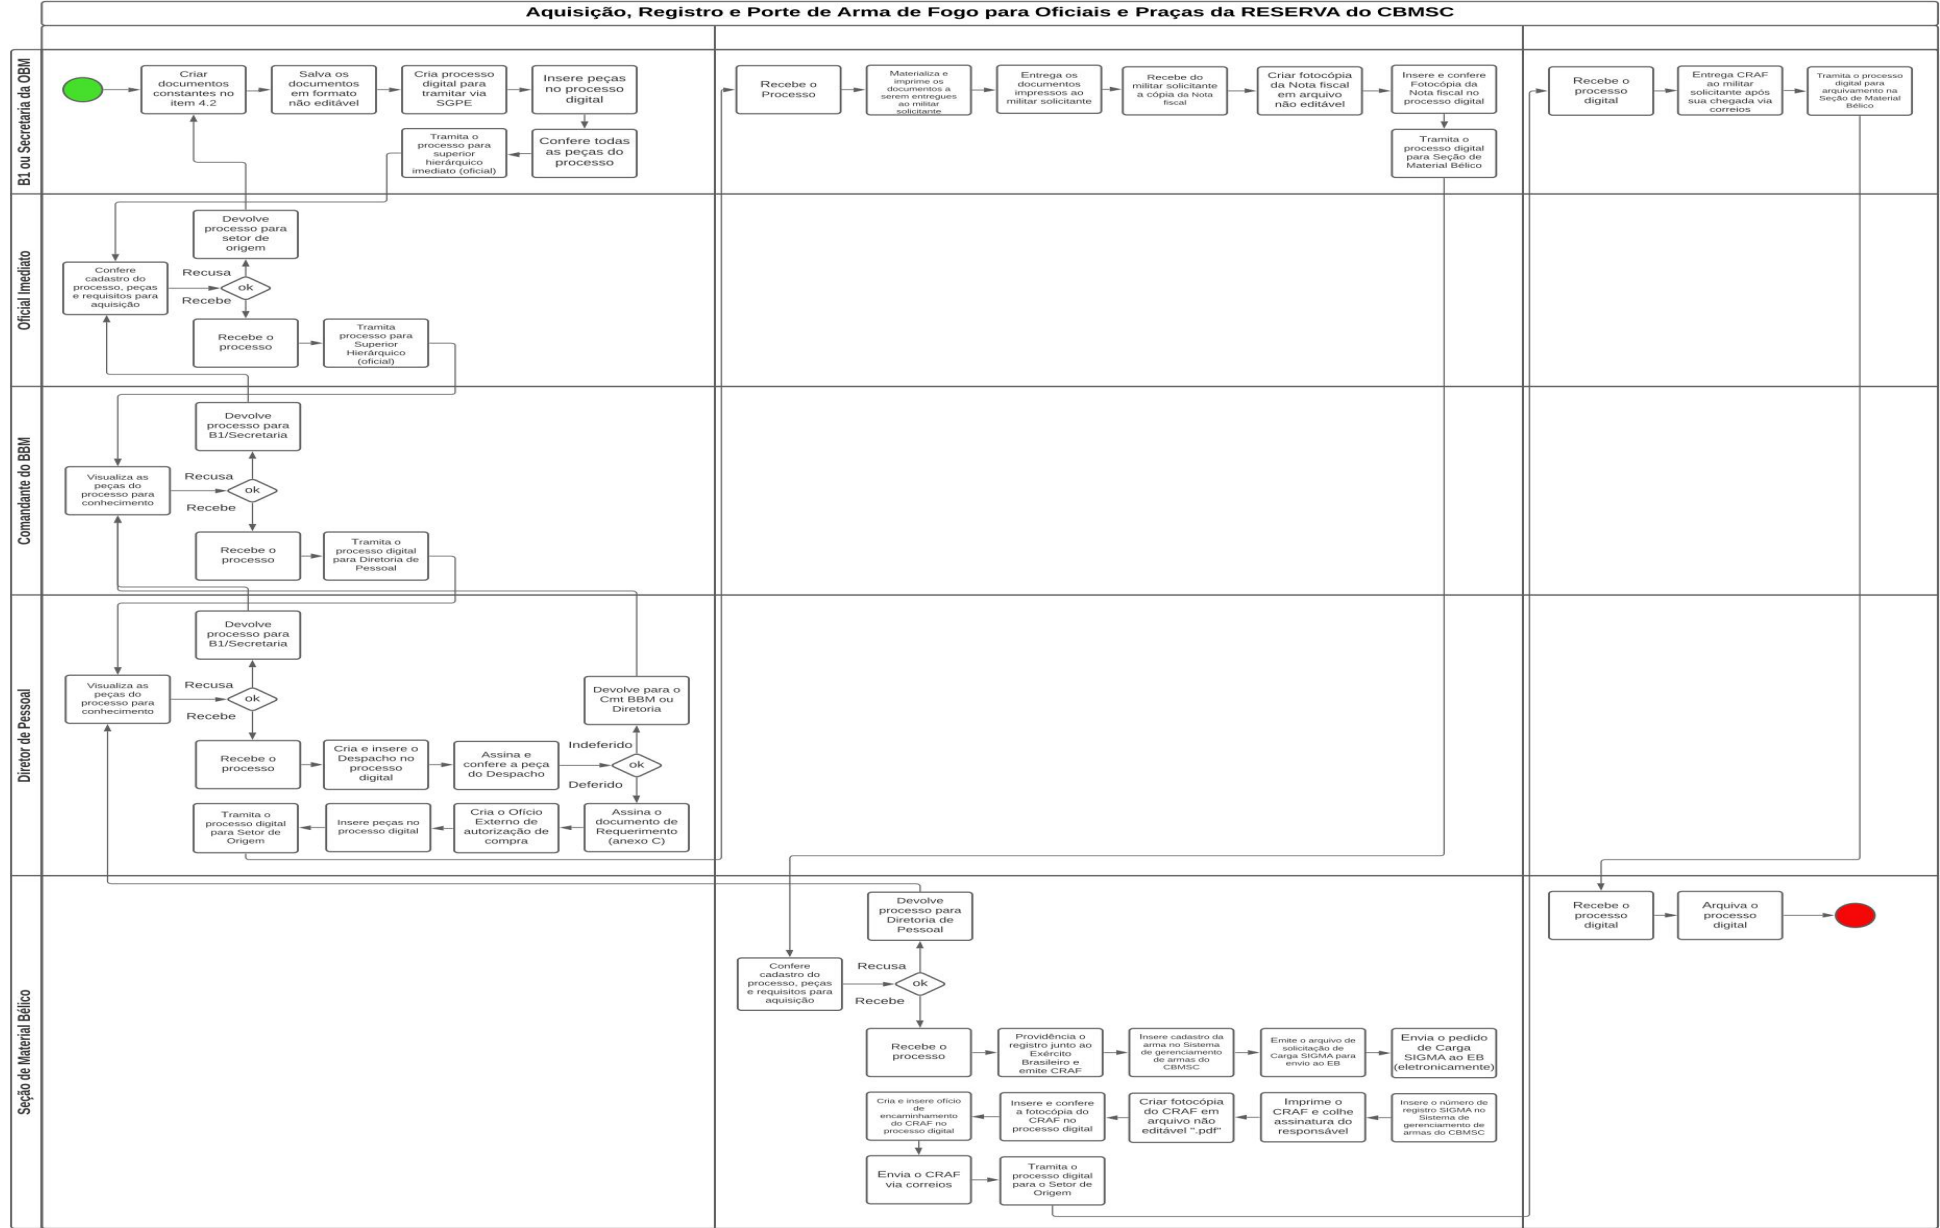 Aquisição, Registro e Porte de Arma de Fogo para Oficiais e Praças da RESERVA do CBMSC
B1 ou Secretaria da OBM
Criar
documentos
constantes no
item 4.2
Salva os
documentos
em formato
não editável
Cria processo
digital para
tramitar via
SGPE
Insere peças
no processo
digital
Confere todas
as peças do
processo
Tramita o
processo para
superior
hierárquico
imediato (oficial)
Recebe o
Processo
Materializa e
imprime os
documentos a
serem entregues
ao militar
solicitante
Entrega os
documentos
impressos ao
militar solicitante
Recebe do
militar solicitante
a cópia da Nota
fiscal
Criar fotocópia
da Nota fiscal
em arquivo
não editável
Insere e confere
Fotocópia da
Nota fiscal no
processo digital
Tramita o
processo digital
para Seção de
Material Bélico
Recebe o
processo
digital
Entrega CRAF
ao militar
solicitante após
sua chegada via
correios
Tramita o processo
digital para
arquivamento na
Seção de Material
Bélico
Oficial Imediato
Devolve
processo para
setor de
origem
Confere
cadastro do
processo, peças
e requisitos para
aquisição
Recusa
ok
Recebe
Recebe o
processo
Tramita
processo para
Superior
Hierárquico
(oficial)
Comandante do BBM
Devolve
processo para
B1/Secretaria
Visualiza as
peças do
processo para
conhecimento
Recusa
ok
Recebe
Recebe o
processo
Tramita o
processo digital
para Diretoria de
Pessoal
Diretor de Pessoal
Devolve
processo para
B1/Secretaria
Visualiza as
peças do
processo para
conhecimento
Recusa
ok
Recebe
Recebe o
processo
Cria e insere o
Despacho no
processo
digital
Assina e
confere a peça
do Despacho
Devolve para o
Cmt BBM ou
Diretoria
Indeferido
ok
Deferido
Assina o
documento de
Requerimento
(anexo C)
Cria o Ofício
Externo de
autorização de
compra
Insere peças no
processo digital
Tramita o
processo digital
para Setor de
Origem
Seção de Material Bélico
Devolve
processo para
Diretoria de
Pessoal
Confere
cadastro do
processo, peças
e requisitos para
aquisição
Recusa
ok
Recebe
Recebe o
processo
Providência o
registro junto ao
Exército
Brasileiro e
emite CRAF
Insere cadastro da
arma no Sistema
de gerenciamento
de armas do
CBMSC
Emite o arquivo de
solicitação de
Carga SIGMA para
envio ao EB
Envia o pedido
de Carga
SIGMA ao EB
(eletronicamente)
Insere o número de
registro SIGMA no
Sistema de
gerenciamento de
armas do CBMSC
Imprime o
CRAF e colhe
assinatura do
responsável
Criar fotocópia
do CRAF em
arquivo não
editável ".pdf"
Insere e confere
a fotocópia do
CRAF no
processo digital
Cria e insere ofício
de
encaminhamento
do CRAF no
processo digital
Envia o CRAF
via correios
Tramita o
processo digital
para o Setor de
Origem
Recebe o
processo
digital
Arquiva o
processo
digital